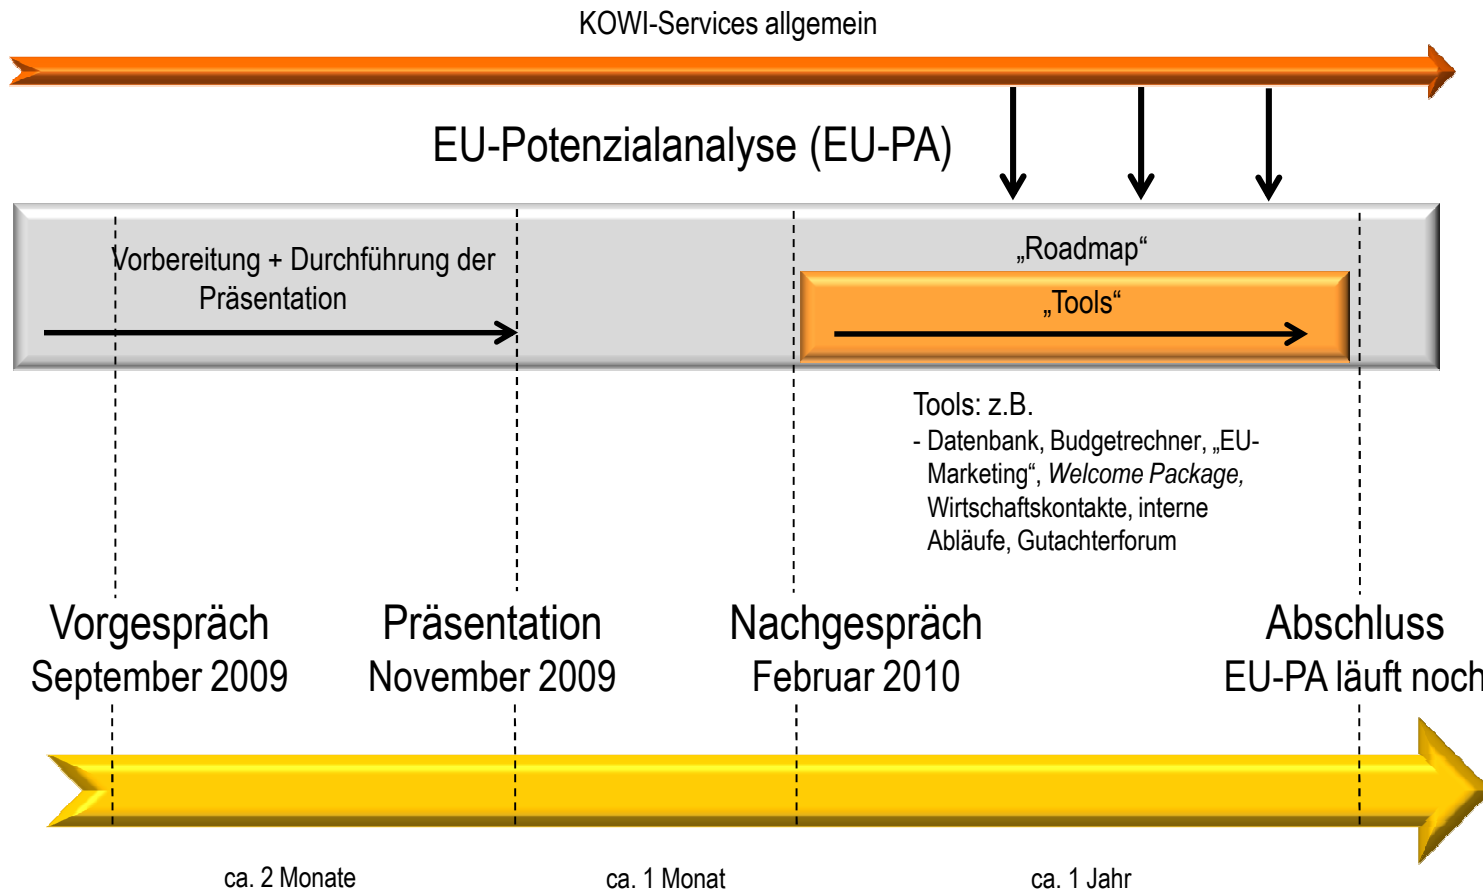 KOWI-Services allgemein
EU-Potenzialanalyse (EU-PA)
Vorbereitung + Durchführung der
Präsentation
„Roadmap“
„Tools“
Tools: z.B.
- Datenbank, Budgetrechner, „EU-
Marketing“, Welcome Package,
Wirtschaftskontakte, interne
Abläufe, Gutachterforum
Vorgespräch
September 2009
Präsentation
November 2009
Nachgespräch
Februar 2010
Abschluss
EU-PA läuft noch
ca. 2 Monate
ca. 1 Monat
ca. 1 Jahr